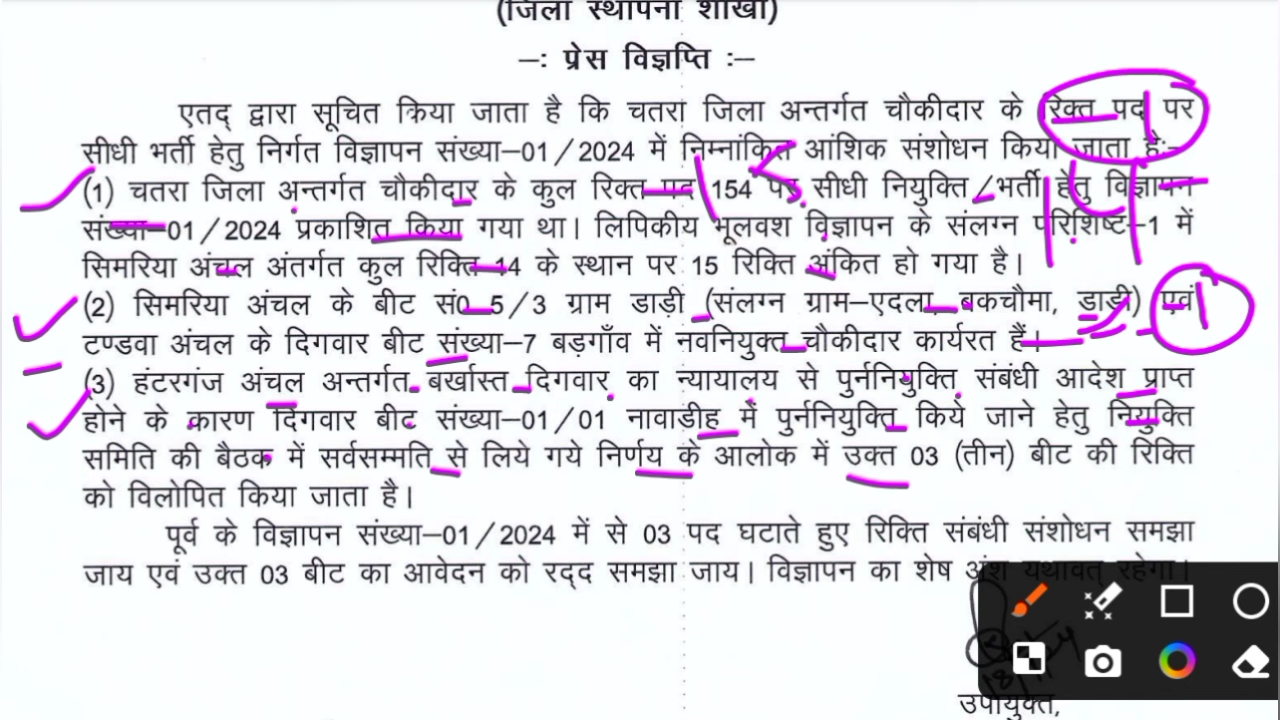 (जिला स्थापना शाखा)
–: प्रेस विज्ञप्ति :–
एतद् द्वारा सूचित किया जाता है कि चतरा जिला अन्तर्गत चौकीदार के रिक्त पद पर
सीधी भर्ती हेतु निर्गत विज्ञापन संख्या–01/2024 में निम्नांकित आंशिक संशोधन किया जाता है:–
(1) चतरा जिला अन्तर्गत चौकीदार के कुल रिक्त पद 154 पर सीधी नियुक्ति/भर्ती हेतु विज्ञापन
संख्या–01/2024 प्रकाशित किया गया था। लिपिकीय भूलवश विज्ञापन के संलग्न परिशिष्ट–1 में
सिमरिया अंचल अंतर्गत कुल रिक्ति 14 के स्थान पर 15 रिक्ति अंकित हो गया है।
(2) सिमरिया अंचल के बीट सं0 5/3 ग्राम डाड़ी (संलग्न ग्राम–एदला, बकचौमा, डाड़ी) एवं
टण्डवा अंचल के दिगवार बीट संख्या–7 बड़गाँव में नवनियुक्त चौकीदार कार्यरत हैं।
(3) हंटरगंज अंचल अन्तर्गत बर्खास्त दिगवार का न्यायालय से पुर्ननियुक्ति संबंधी आदेश प्राप्त
होने के कारण दिगवार बीट संख्या–01/01 नावाडीह में पुर्ननियुक्ति किये जाने हेतु नियुक्ति
समिति की बैठक में सर्वसम्मति से लिये गये निर्णय के आलोक में उक्त 03 (तीन) बीट की रिक्ति
को विलोपित किया जाता है।
पूर्व के विज्ञापन संख्या–01/2024 में से 03 पद घटाते हुए रिक्ति संबंधी संशोधन समझा
जाय एवं उक्त 03 बीट का आवेदन को रद्द समझा जाय। विज्ञापन का शेष अंश यथावत् रहेगा।
उपायुक्त,